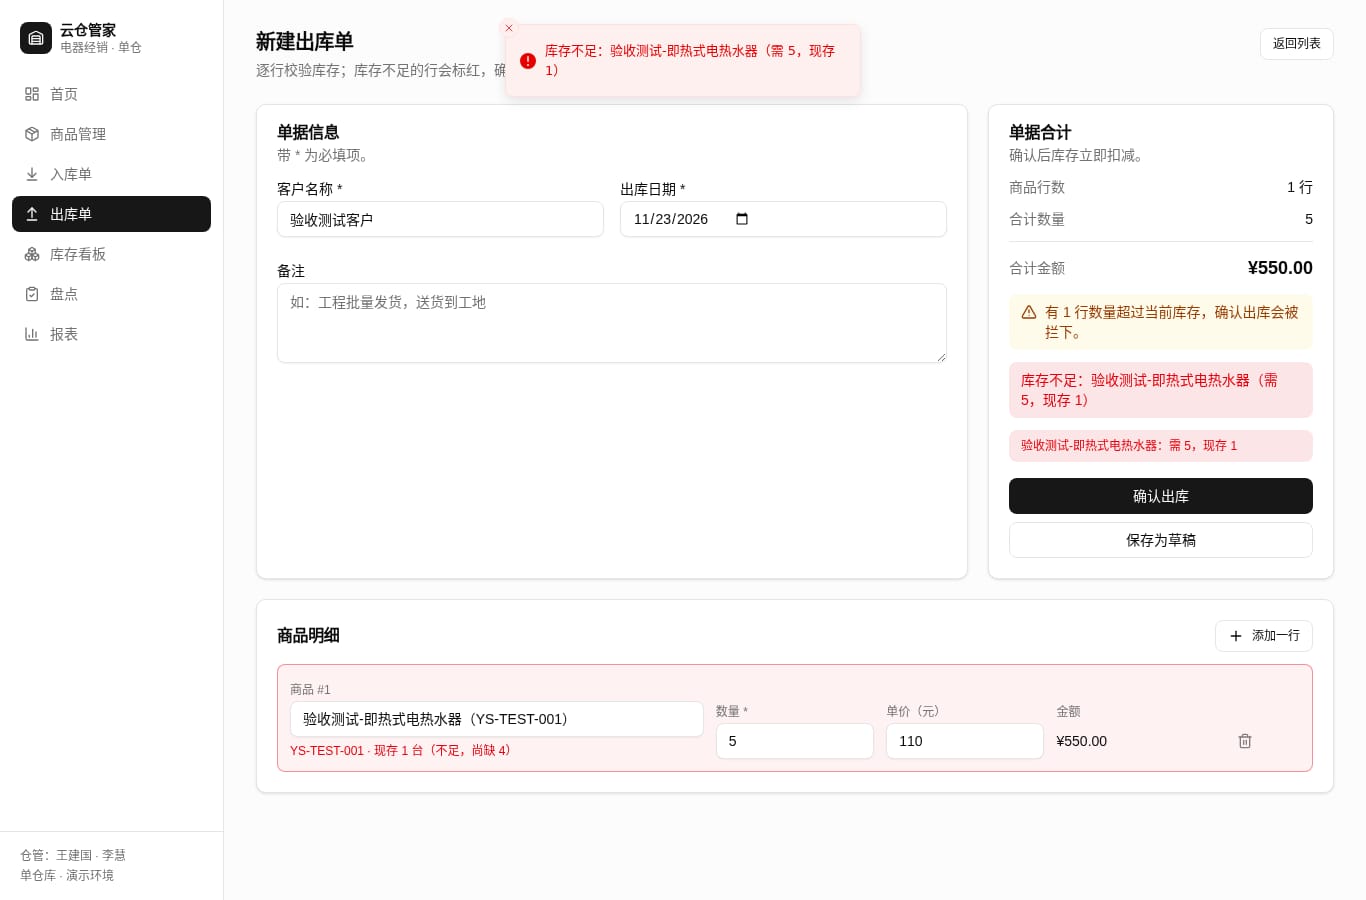 云仓管家
电器经销 · 单仓
首页
商品管理
入库单
出库单
库存看板
盘点
报表
仓管：王建国 · 李慧
单仓库 · 演示环境
新建出库单
逐行校验库存；库存不足的行会标红，确
返回列表
库存不足：验收测试-即热式电热水器（需 5，现存
1）
单据信息
带 * 为必填项。
客户名称 *
出库日期 *
验收测试客户
11/23/2026
备注
如：工程批量发货，送货到工地
单据合计
确认后库存立即扣减。
商品行数
1 行
合计数量
5
合计金额
¥550.00
有 1 行数量超过当前库存，确认出库会被
拦下。
库存不足：验收测试-即热式电热水器（需
5，现存 1）
验收测试-即热式电热水器：需 5，现存 1
确认出库
保存为草稿
商品明细
添加一行
商品 #1
数量 *
单价（元）
金额
验收测试-即热式电热水器（YS-TEST-001）
5
110
¥550.00
YS-TEST-001 · 现存 1 台（不足，尚缺 4）